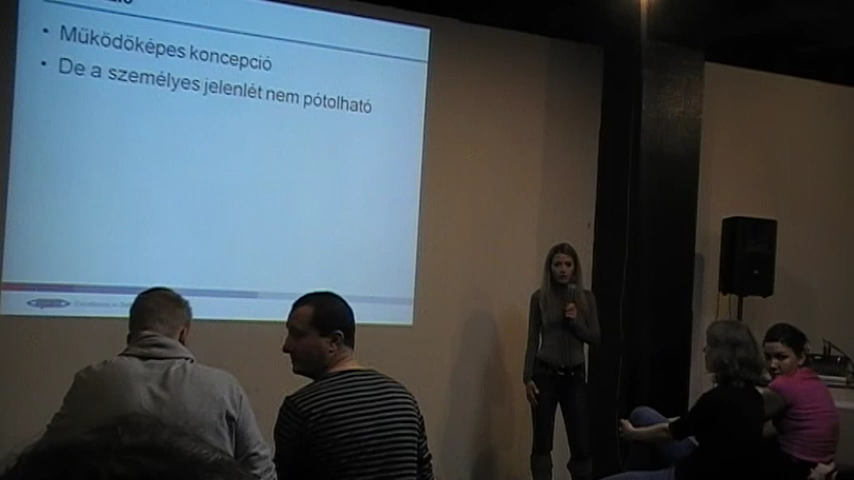 • Működőképes koncepció
• De a személyes jelenlét nem pótolható